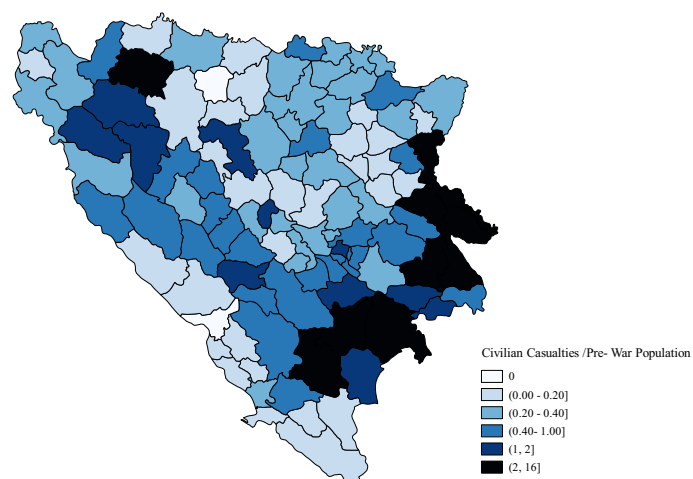 Civilian Casualties /Pre- War Population
0
(0.00 - 0.20]
(0.20 - 0.40]
(0.40- 1.00]
(1, 2]
(2, 16]